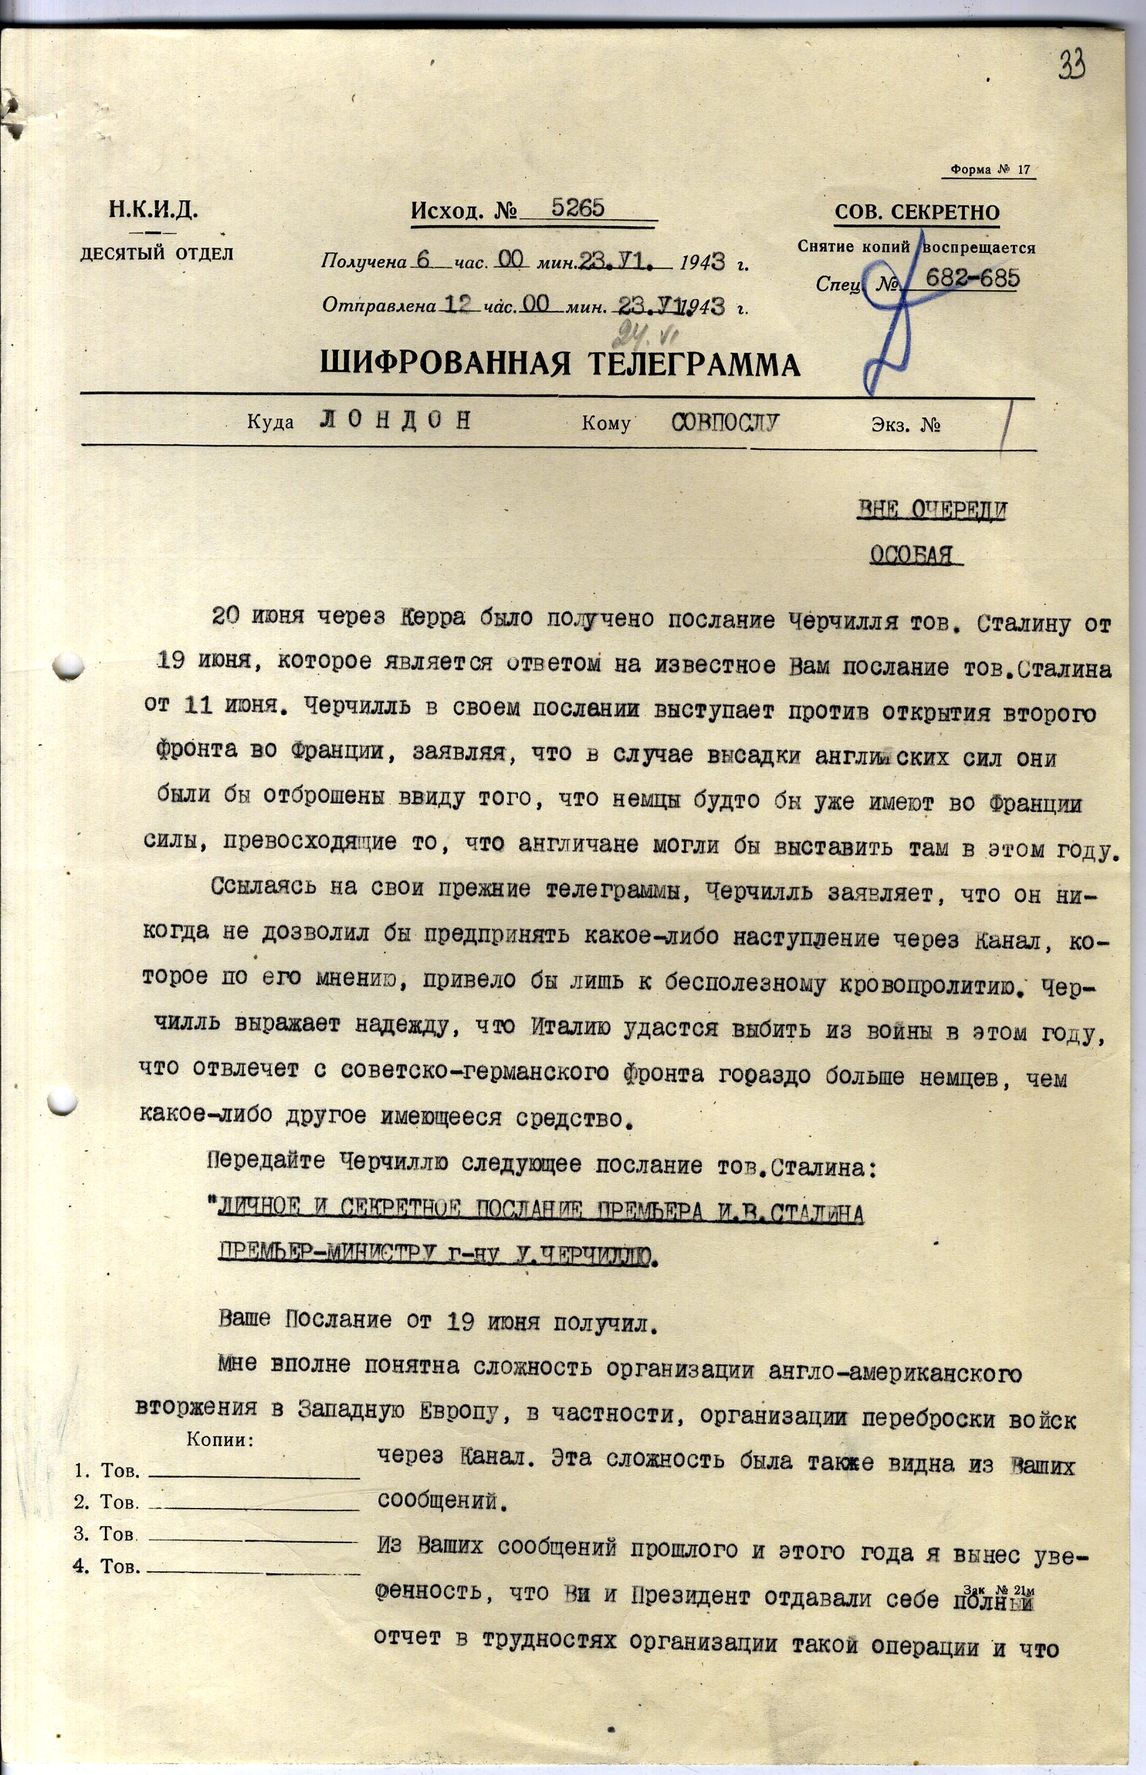 33
Форма № 17
Н.К.И.Д.
ДЕСЯТЫЙ ОТДЕЛ
Исход. № 5265
Получена 6 час. 00 мин. 23.VI. 1943 г.
Отправлена 12 час. 00 мин. 23.VI.1943 г.
24.VI
СОВ. СЕКРЕТНО
Снятие копий воспрещается
Спец. № 682-685
ШИФРОВАННАЯ ТЕЛЕГРАММА
Куда ЛОНДОН Кому СОВПОСЛУ Экз. № 1
ВНЕ ОЧЕРЕДИ
ОСОБАЯ
20 июня через Керра было получено послание Черчилля тов. Сталину от
19 июня, которое является ответом на известное Вам послание тов.Сталина
от 11 июня. Черчилль в своем послании выступает против открытия второго
фронта во Франции, заявляя, что в случае высадки английских сил они
были бы отброшены ввиду того, что немцы будто бы уже имеют во Франции
силы, превосходящие то, что англичане могли бы выставить там в этом году.
Ссылаясь на свои прежние телеграммы, Черчилль заявляет, что он ни-
когда не дозволил бы предпринять какое-либо наступление через Канал, ко-
торое по его мнению, привело бы лишь к бесполезному кровопролитию. Чер-
чилль выражает надежду, что Италию удастся выбить из войны в этом году,
что отвлечет с советско-германского фронта гораздо больше немцев, чем
какое-либо другое имеющееся средство.
Передайте Черчиллю следующее послание тов.Сталина:
"ЛИЧНОЕ И СЕКРЕТНОЕ ПОСЛАНИЕ ПРЕМЬЕРА И.В.СТАЛИНА
ПРЕМЬЕР-МИНИСТРУ г-ну У.ЧЕРЧИЛЛЮ.
Ваше Послание от 19 июня получил.
Мне вполне понятна сложность организации англо-американского
вторжения в Западную Европу, в частности, организации переброски войск
через Канал. Эта сложность была также видна из Ваших
сообщений.
Из Ваших сообщений прошлого и этого года я вынес уве-
фенность, что Ви и Президент отдавали себе полный
отчет в трудностях организации такой операции и что
Копии:
1. Тов.
2. Тов.
3. Тов.
4. Тов.
Зак № 21м